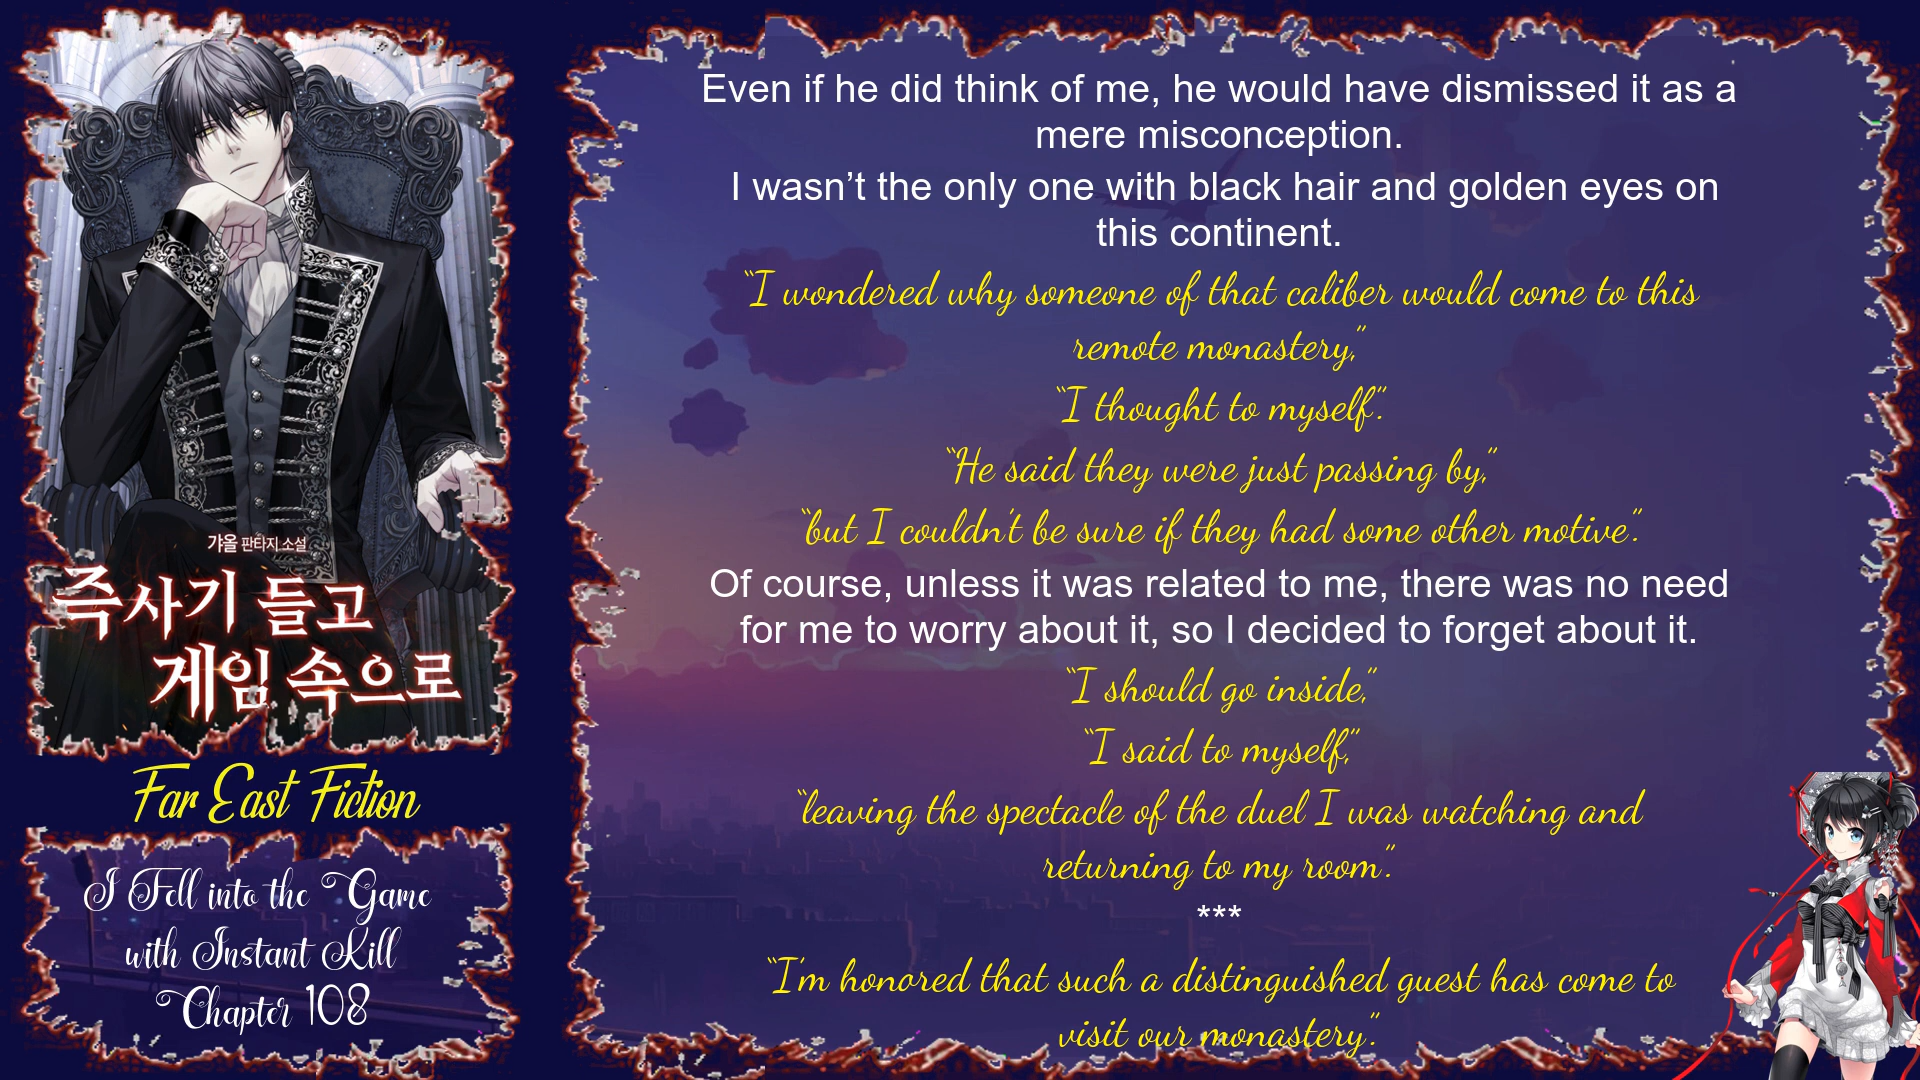 갸올 판타지 소설
즉사기 들고
게임 속으로
Far East Fiction
I Fell into the Game
with Instant Kill
Chapter 108
Even if he did think of me, he would have dismissed it as a
mere misconception.
I wasn’t the only one with black hair and golden eyes on
this continent.
“I wondered why someone of that caliber would come to this
remote monastery,”
“I thought to myself”.
“He said they were just passing by,”
“but I couldn’t be sure if they had some other motive”.
Of course, unless it was related to me, there was no need
for me to worry about it, so I decided to forget about it.
“I should go inside,”
“I said to myself,”
“leaving the spectacle of the duel I was watching and
returning to my room”.
***
“I’m honored that such a distinguished guest has come to
visit our monastery”.